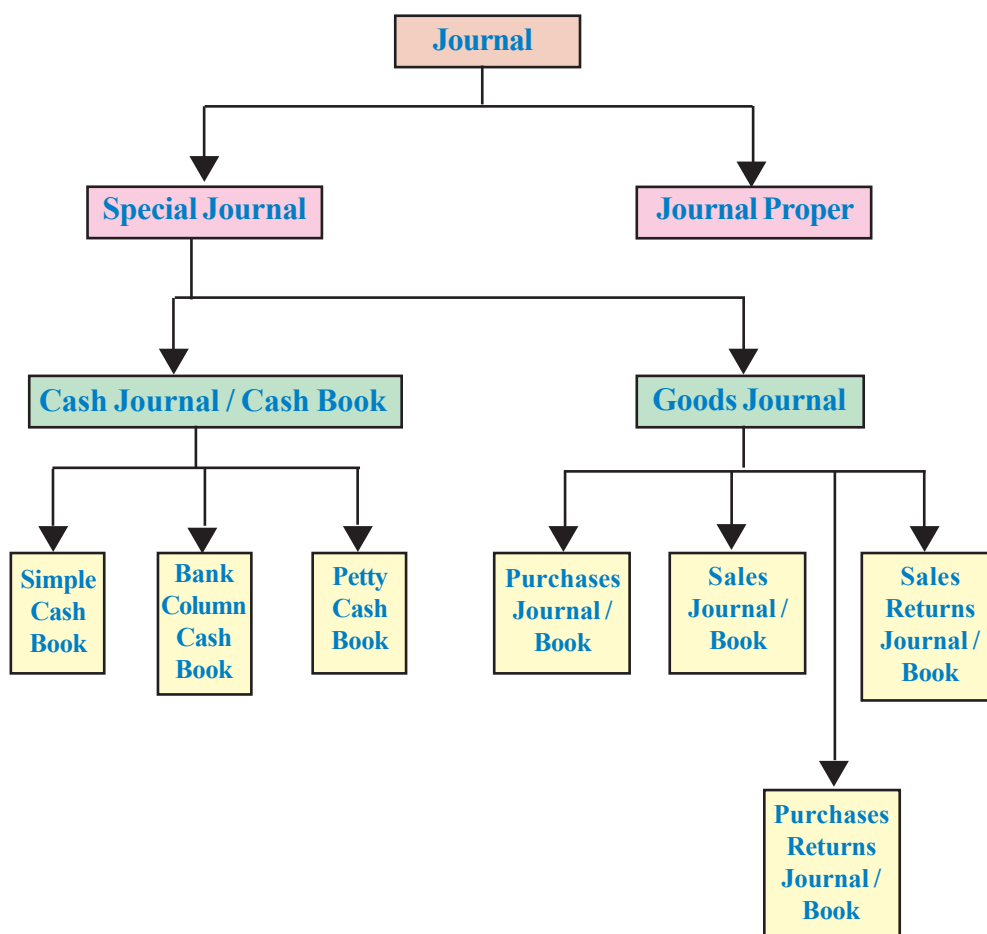 Journal
Special Journal
Journal Proper
Cash Journal / Cash Book
Goods Journal
Simple
Cash
Book
Bank
Column
Cash
Book
Petty
Cash
Book
Purchases
Journal /
Book
Sales
Journal /
Book
Sales
Returns
Journal /
Book
Purchases
Returns
Journal /
Book